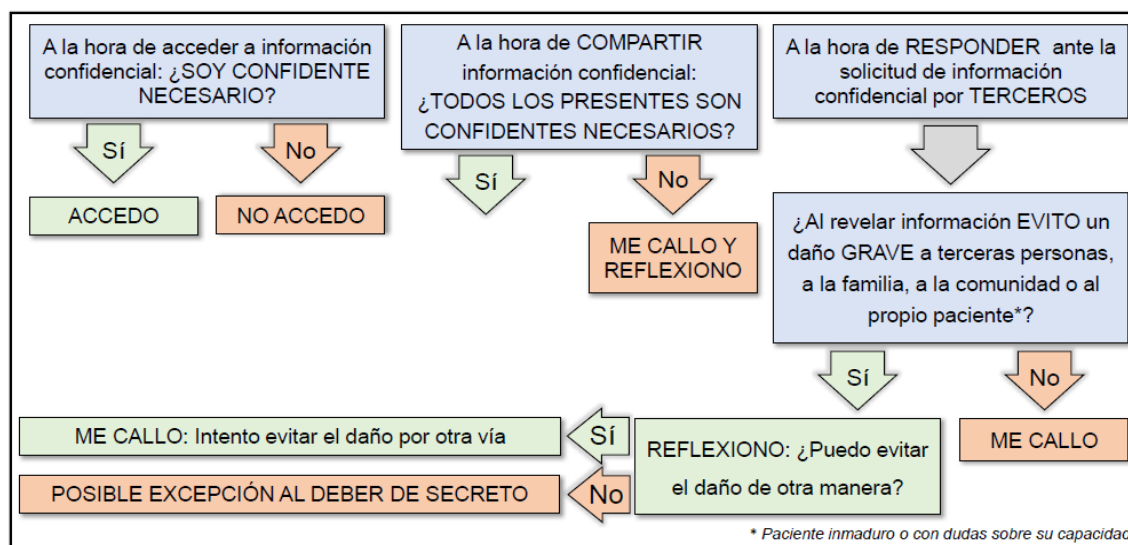 A la hora de acceder a información
confidencial: ¿SOY CONFIDENTE
NECESARIO?
Sí
No
ACCEDO
NO ACCEDO
A la hora de COMPARTIR
información confidencial:
¿TODOS LOS PRESENTES SON
CONFIDENTES NECESARIOS?
Sí
No
ME CALLO Y
REFLEXIONO
A la hora de RESPONDER ante la
solicitud de información
confidencial por TERCEROS
¿Al revelar información EVITO un
daño GRAVE a terceras personas,
a la familia, a la comunidad o al
propio paciente*?
Sí
No
ME CALLO
REFLEXIONO: ¿Puedo evitar
el daño de otra manera?
Sí
ME CALLO: Intento evitar el daño por otra vía
No
POSIBLE EXCEPCIÓN AL DEBER DE SECRETO
* Paciente inmaduro o con dudas sobre su capacidad